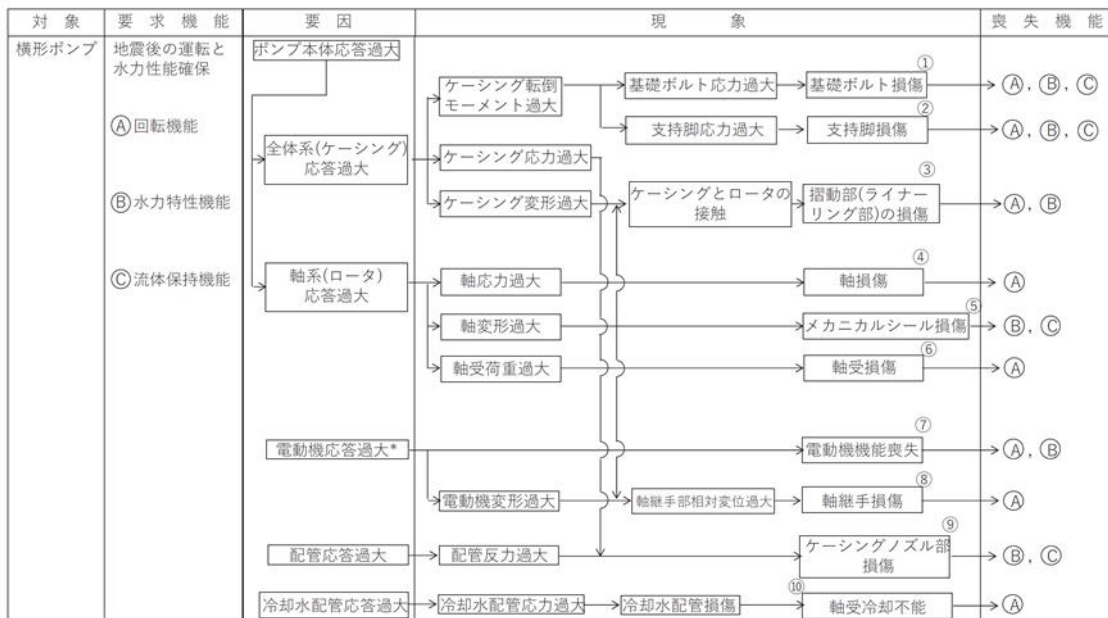 対象
要求機能
要因
現象
喪失機能
横形ポンプ
地震後の運転と
水力性能確保
Ⓐ回転機能
Ⓑ水力特性機能
Ⓒ流体保持機能
ポンプ本体応答過大
全体系(ケーシング)
応答過大
ケーシング転倒
モーメント過大
基礎ボルト応力過大
①
基礎ボルト損傷
Ⓐ, Ⓑ, Ⓒ
支持脚応力過大
②
支持脚損傷
Ⓐ, Ⓑ, Ⓒ
ケーシング応力過大
ケーシング変形過大
ケーシングとロータの
接触
③
摺動部(ライナー
リング部)の損傷
Ⓐ, Ⓑ
軸系(ロータ)
応答過大
軸応力過大
④
軸損傷
Ⓐ
軸変形過大
⑤
メカニカルシール損傷
Ⓑ, Ⓒ
軸受荷重過大
⑥
軸受損傷
Ⓐ
電動機応答過大*
⑦
電動機機能喪失
Ⓐ, Ⓑ
電動機変形過大
軸継手部相対変位過大
⑧
軸継手損傷
Ⓐ
配管応答過大
配管反力過大
⑨
ケーシングノズル部
損傷
Ⓑ, Ⓒ
冷却水配管応答過大
冷却水配管応力過大
冷却水配管損傷
⑩
軸受冷却不能
Ⓐ